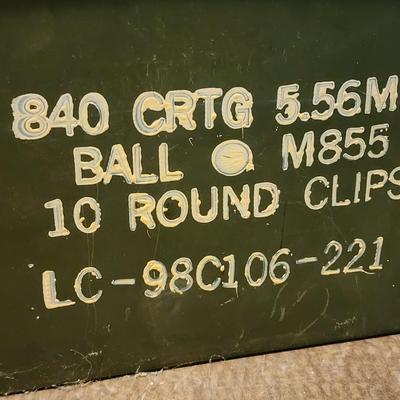 840 CRTG 5.56M
BALL M855
10 ROUND CLIPS
LC-98C106-221